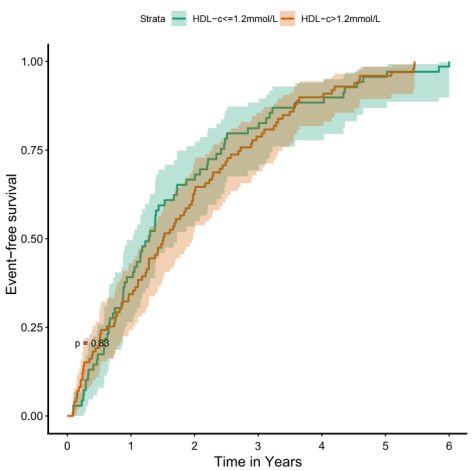 Strata HDL-c<=1.2mmol/L HDL-c>1.2mmol/L
1.00
0.75
0.50
0.25
0.00
Event-free survival
p = 0.83
0 1 2 3 4 5 6
Time in Years